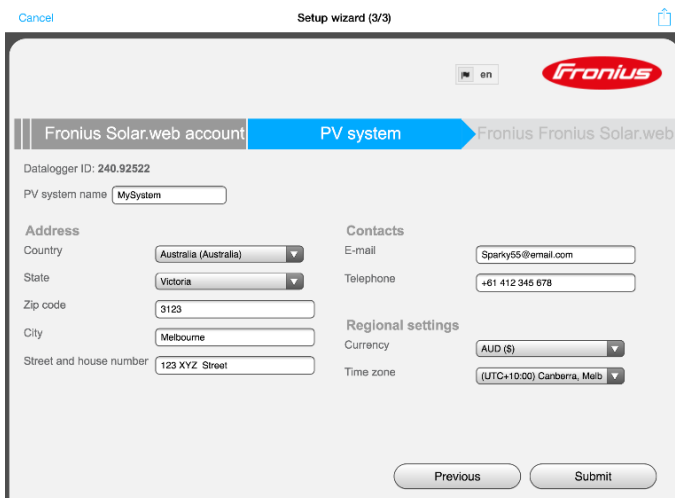 Cancel
Setup wizard (3/3)
en
Fronius
Fronius Solar.web account
PV system
Fronius Fronius Solar.web
Datalogger ID: 240.92522
PV system name MySystem
Address
Country Australia (Australia)
State Victoria
Zip code 3123
City Melbourne
Street and house number 123 XYZ Street
Contacts
E-mail Sparky55@email.com
Telephone +61 412 345 678
Regional settings
Currency AUD ($)
Time zone (UTC+10:00) Canberra, Melb
Previous
Submit